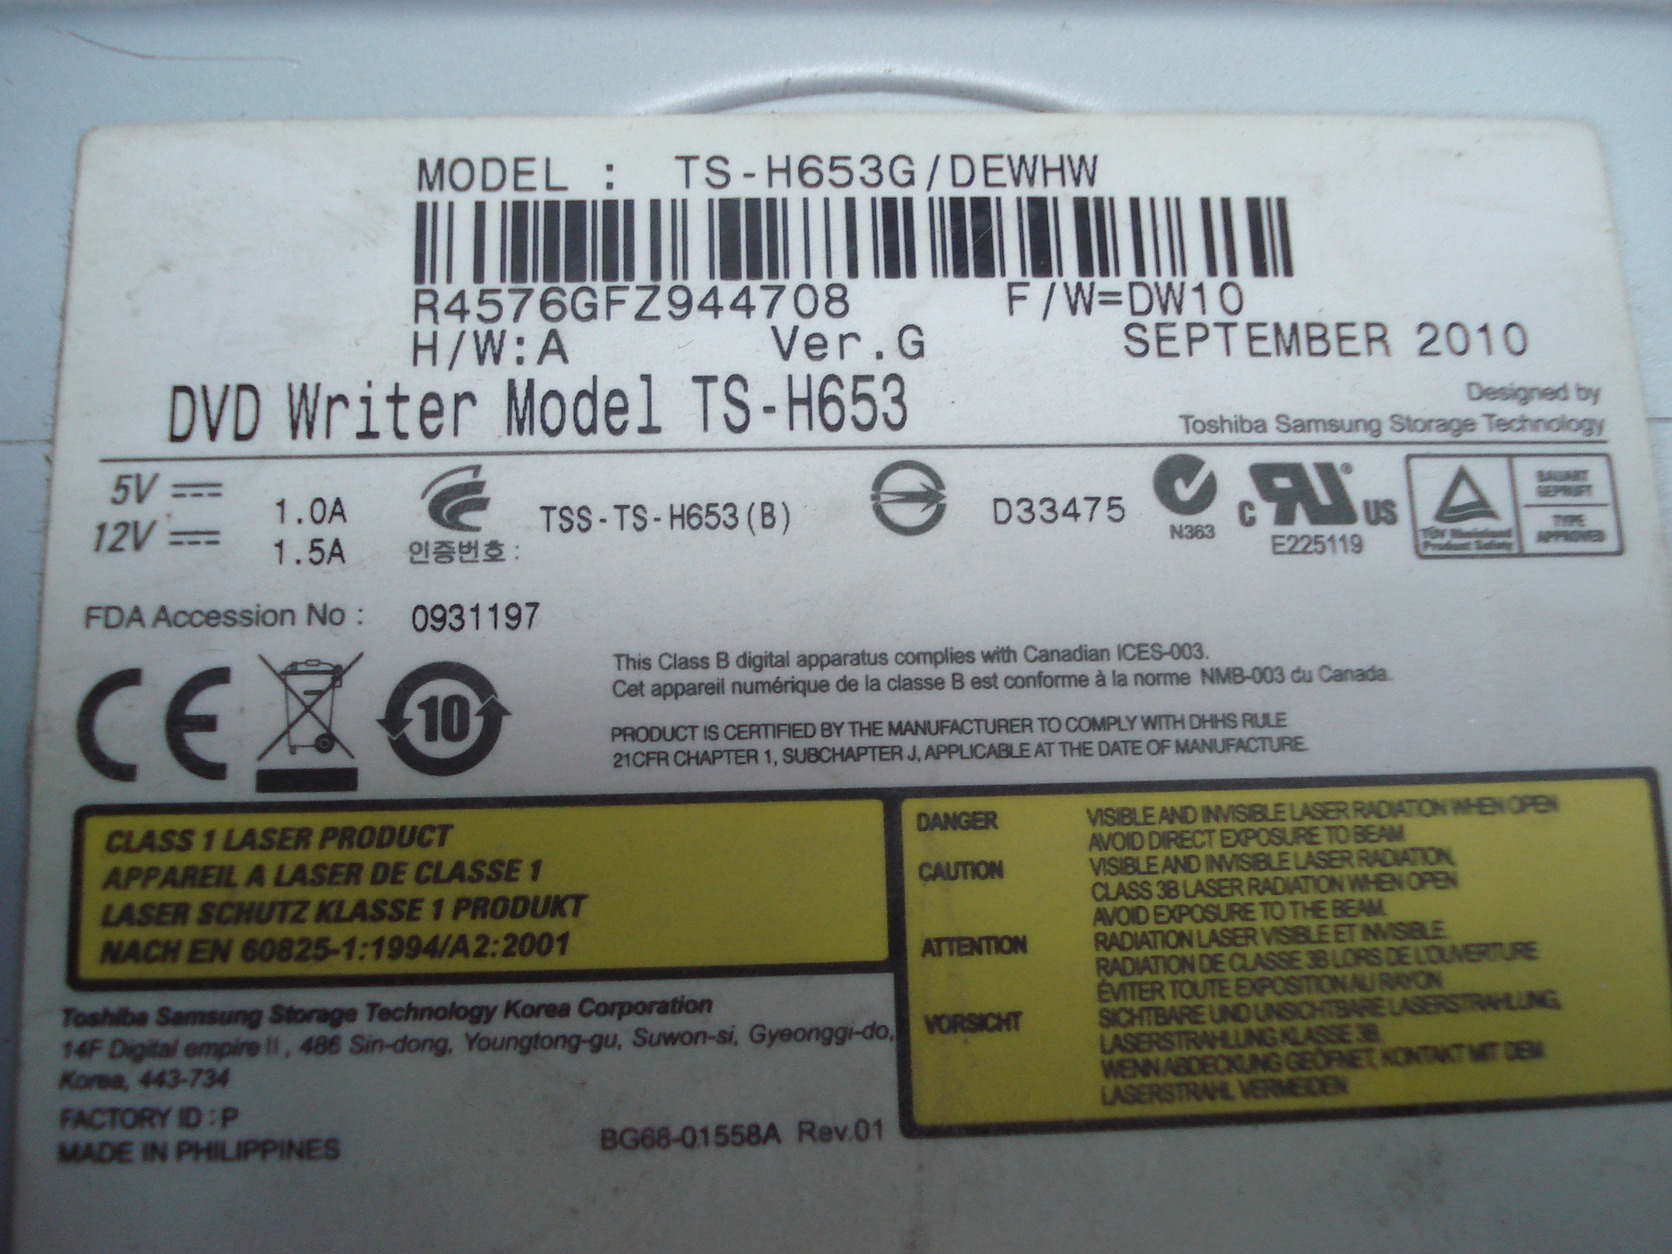 MODEL : TS-H653G/DEWHW
R4576GFZ944708 F/W=DW10
H/W:A Ver.G SEPTEMBER 2010
DVD Writer Model TS-H653
Designed by
Toshiba Samsung Storage Technology
5V 1.0A
12V 1.5A
인증번호 : TSS-TS-H653(B)
D33475
N363
c RU US
E225119
TÜV Rheinland
Product Safety
BAUART
GEPRÜFT
TYPE
APPROVED
FDA Accession No : 0931197
CE
10
This Class B digital apparatus complies with Canadian ICES-003.
Cet appareil numérique de la classe B est conforme à la norme NMB-003 du Canada.
PRODUCT IS CERTIFIED BY THE MANUFACTURER TO COMPLY WITH DHHS RULE
21CFR CHAPTER 1, SUBCHAPTER J, APPLICABLE AT THE DATE OF MANUFACTURE.
CLASS 1 LASER PRODUCT
APPAREIL A LASER DE CLASSE 1
LASER SCHUTZ KLASSE 1 PRODUKT
NACH EN 60825-1:1994/A2:2001
DANGER VISIBLE AND INVISIBLE LASER RADIATION WHEN OPEN
AVOID DIRECT EXPOSURE TO BEAM
CAUTION VISIBLE AND INVISIBLE LASER RADIATION.
CLASS 3B LASER RADIATION WHEN OPEN
AVOID EXPOSURE TO THE BEAM.
ATTENTION RADIATION LASER VISIBLE ET INVISIBLE.
RADIATION DE CLASSE 3B LORS DE L'OUVERTURE
ÉVITER TOUTE EXPOSITION AU RAYON
VORSICHT SICHTBARE UND UNSICHTBARE LASERSTRAHLUNG,
LASERSTRAHLUNG KLASSE 3B,
WENN ABDECKUNG GEÖFNET, KONTAKT MIT DEM
LASERSTRAHL VERMEIDEN
Toshiba Samsung Storage Technology Korea Corporation
14F Digital empire II, 486 Sin-dong, Youngtong-gu, Suwon-si, Gyeonggi-do,
Korea, 443-734
FACTORY ID : P
MADE IN PHILIPPINES
BG68-01558A Rev.01